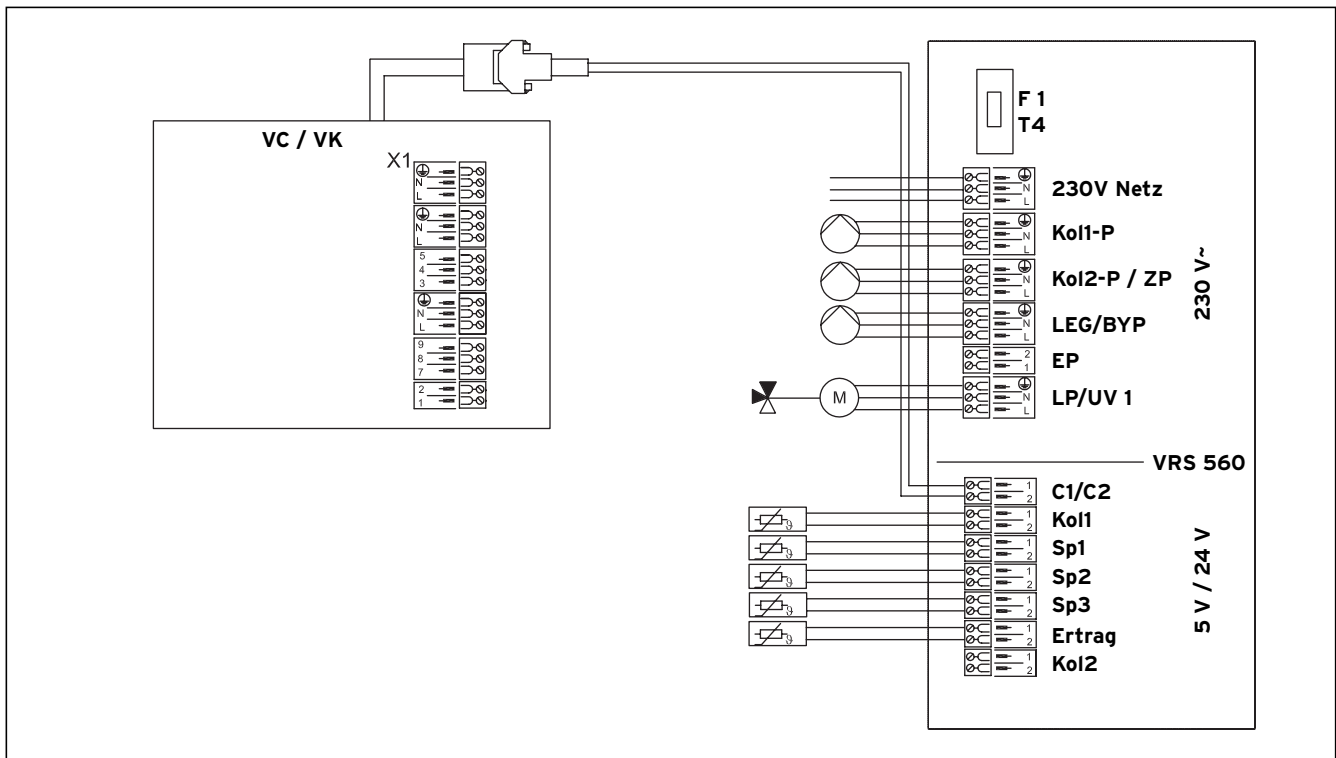 VC / VK
X1
N
L
N
L
5
4
3
N
L
9
8
7
2
1
F 1
T4
230V Netz
N
L
Kol1-P
N
L
Kol2-P / ZP
N
L
LEG/BYP
N
L
EP
2
1
LP/UV 1
N
L
M
230 V~
VRS 560
C1/C2
1
2
Kol1
1
2
ϑ
Sp1
1
2
ϑ
Sp2
1
2
ϑ
Sp3
1
2
ϑ
Ertrag
1
2
ϑ
Kol2
1
2
5 V / 24 V